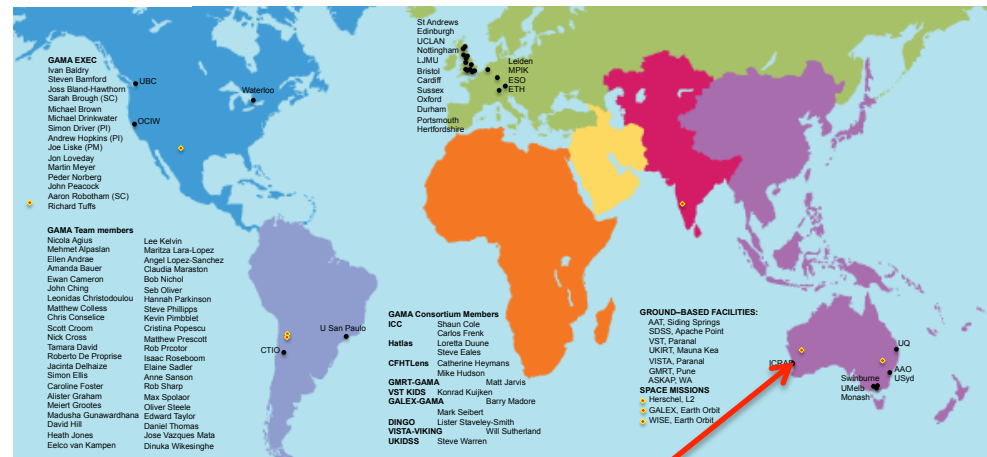 GAMA EXEC
Ivan Baldry
Steven Bamford
Joss Bland-Hawthorn
Sarah Brough (SC)
Michael Brown
Michael Drinkwater
Simon Driver (PI)
Andrew Hopkins (PI)
Joe Liske (PM)
Jon Loveday
Martin Meyer
Peder Norberg
John Peacock
Aaron Robotham (SC)
Richard Tuffs
UBC
Waterloo
OCIW
St Andrews
Edinburgh
UCLAN
Nottingham
LJMU
Bristol
Cardiff
Sussex
Oxford
Durham
Portsmouth
Hertfordshire
Leiden
MPIK
ESO
ETH
GAMA Team members
Nicola Agius
Mehmet Alpaslan
Ellen Andrae
Amanda Bauer
Ewan Cameron
John Ching
Leonidas Christodoulou
Matthew Colless
Chris Conselice
Scott Croom
Nick Cross
Tamara David
Roberto De Proprise
Jacinta Delhaize
Simon Ellis
Caroline Foster
Alister Graham
Meiert Grootes
Madusha Gunawardhana
David Hill
Heath Jones
Eelco van Kampen
Lee Kelvin
Maritza Lara-Lopez
Angel Lopez-Sanchez
Claudia Maraston
Bob Nichol
Seb Oliver
Hannah Parkinson
Steve Phillipps
Kevin Pimblet
Cristina Popescu
Matthew Prescott
Rob Prcotor
Isaac Roseboom
Elaine Sadler
Anne Sanson
Rob Sharp
Max Spolaor
Oliver Steele
Edward Taylor
Daniel Thomas
Jose Vazques Mata
Dinuka Wikesinghe
U San Paulo
CTIO
GAMA Consortium Members
ICC Shaun Cole
Carlos Frenk
Hatlas Loretta Duune
Steve Eales
CFHTLens Catherine Heymans
Mike Hudson
GMRT-GAMA Matt Jarvis
VST KIDS Konrad Kuijken
GALEX-GAMA Barry Madore
Mark Seibert
DINGO Lister Staveley-Smith
VISTA-VIKING Will Sutherland
UKIDSS Steve Warren
GROUND–BASED FACILITIES:
AAT, Siding Springs
SDSS, Apache Point
VST, Paranal
UKIRT, Mauna Kea
VISTA, Paranal
GMRT, Pune
ASKAP, WA
SPACE MISSIONS
Herschel, L2
GALEX, Earth Orbit
WISE, Earth Orbit
ICRAR
UQ
AAO
USyd
Swinburne
UMelb
Monash